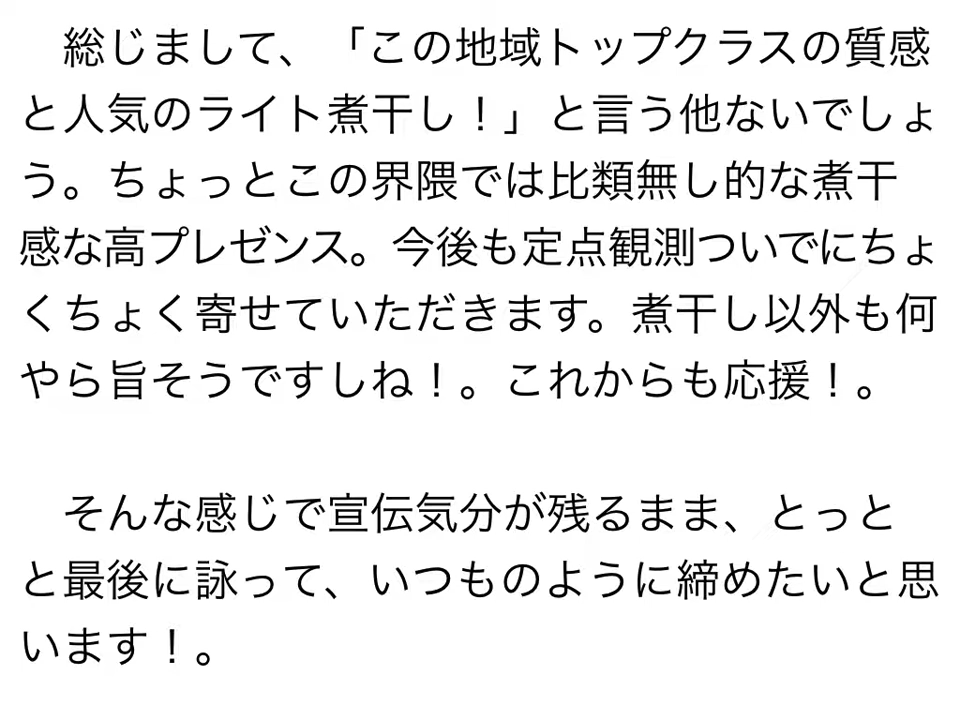 総じまして、「この地域トップクラスの質感
と人気のライト煮干し！」と言う他ないでしょ
う。ちょっとこの界隈では比類無し的な煮干
感な高プレゼンス。今後も定点観測ついでにちょ
くちょく寄せていただきます。煮干し以外も何
やら旨そうですしね！。これからも応援！。
　そんな感じで宣伝気分が残るまま、とっと
と最後に詠って、いつものように締めたいと思
います！。